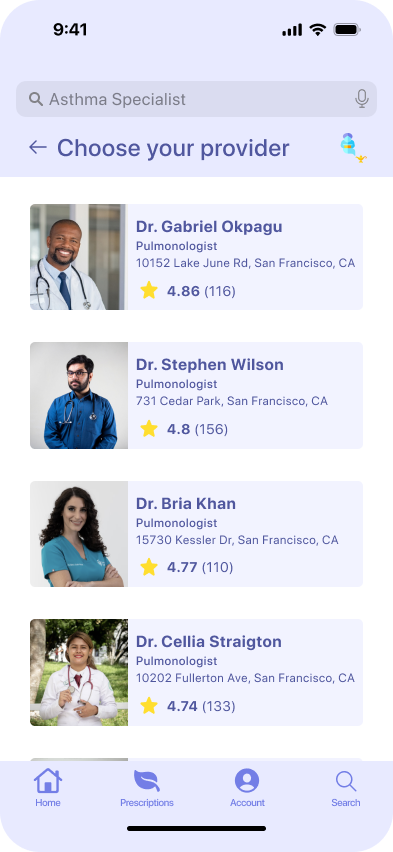 9:41
Asthma Specialist
Choose your provider
Dr. Gabriel Okpagu
Pulmonologist
10152 Lake June Rd, San Francisco, CA
4.86 (116)
Dr. Stephen Wilson
Pulmonologist
731 Cedar Park, San Francisco, CA
4.8 (156)
Dr. Bria Khan
Pulmonologist
15730 Kessler Dr, San Francisco, CA
4.77 (110)
Dr. Cellia Straigton
Pulmonologist
10202 Fullerton Ave, San Francisco, CA
4.74 (133)
Home Prescriptions Account Search